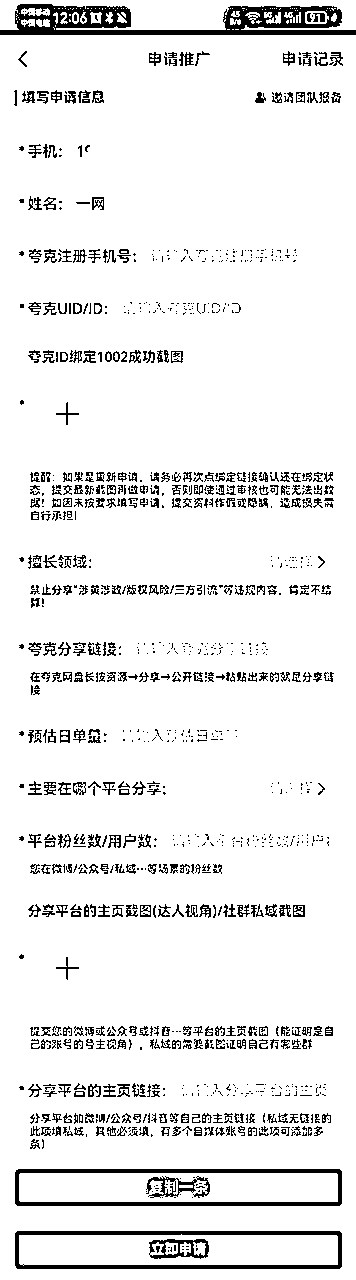 中国移动 12:06
中国电信 91
申请推广 申请记录
填写申请信息 邀请团队报备
*手机: 19
*姓名: 一网
*夸克注册手机号: 请输入夸克注册手机号
*夸克UID/ID: 请输入夸克UID/ID
夸克ID绑定1002成功截图
*
提醒: 如果是重新申请, 请务必再次点绑定链接确认还在绑定状
态, 提交最新截图再做申请, 否则即使通过审核也可能无法出数
据! 如因未按要求填写申请、提交资料作假或隐瞒, 造成损失需
自行承担!
*擅长领域: 请选择
禁止分享“涉黄涉政/版权风险/三方引流”等违规内容, 肯定不结
算!
*夸克分享链接: 请输入夸克分享链接
在夸克网盘长按资源→分享→公开链接→粘贴出来的就是分享链
接
*预估日单量: 请输入预估日单量
*主要在哪个平台分享: 请选择
*平台粉丝数/用户数: 请输入平台粉丝数/用户数
您在微博/公众号/私域…等场景的粉丝数
分享平台的主页截图(达人视角)/社群私域截图
*
提交您的微博或公众号或抖音…等平台的主页截图 (能证明是自
己的账号的号主视角), 私域的需要截图证明自己有哪些群
*分享平台的主页链接: 请输入分享平台的主页
分享平台如微博/公众号/抖音等自己的主页链接 (私域无链接的
此项填私域, 其他必须填, 有多个自媒体账号的此项可添加多
条)
复制一条
立即申请